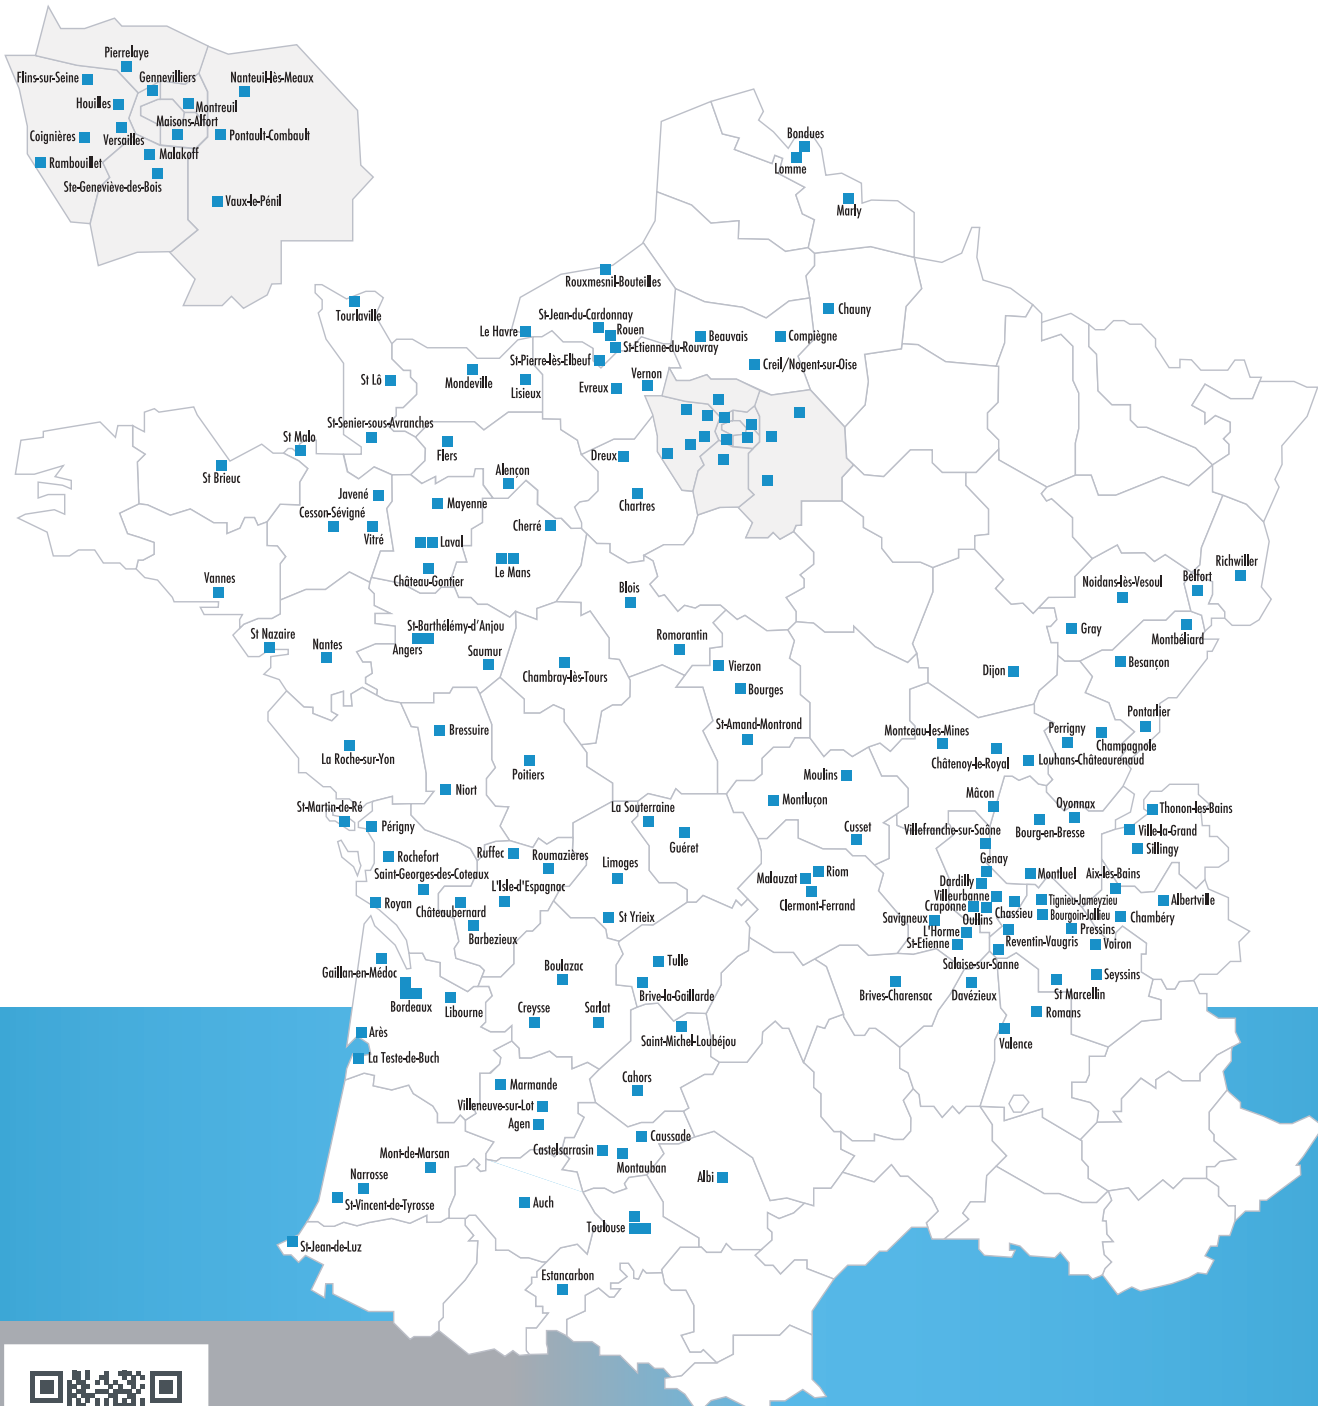 Pierrelaye
Flins-sur-Seine
Gennevilliers
Nanteuil-lès-Meaux
Houilles
Montreuil
Maisons-Alfort
Coignières
Versailles
Pontault-Combault
Malakoff
Rambouillet
Ste-Geneviève-des-Bois
Vaux-le-Pénil
Bondues
Lomme
Marly
Rouxmesnil-Bouteilles
Tourlaville
St-Jean-du-Cardonnay
Chauny
Le Havre
Rouen
Beauvais
Compiègne
St-Etienne-du-Rouvray
St-Pierre-lès-Elbeuf
Creil/Nogent-sur-Oise
St Lô
Mondeville
Lisieux
Evreux
Vernon
St-Senier-sous-Avranches
St Malo
Flers
Dreux
St Brieuc
Alençon
Javené
Mayenne
Chartres
Cesson-Sévigné
Vitré
Cherré
Laval
Le Mans
Château-Gontier
Richwiller
Vannes
Blois
Noidans-lès-Vesoul
Belfort
St-Barthélémy-d'Anjou
St Nazaire
Nantes
Angers
Saumur
Romorantin
Gray
Montbéliard
Chambray-lès-Tours
Vierzon
Besançon
Dijon
Bourges
Pontarlier
Bressuire
St-Amand-Montrond
Montceau-les-Mines
Perrigny
Champagnole
La Roche-sur-Yon
Châtenoy-le-Royal
Louhans-Châteaurenaud
Poitiers
Moulins
Niort
Montluçon
Mâcon
Oyonnax
Thonon-les-Bains
St-Martin-de-Ré
Périgny
La Souterraine
Cusset
Villefranche-sur-Saône
Bourg-en-Bresse
Ville-la-Grand
Guéret
Sillingy
Rochefort
Ruffec
Roumazières
Limoges
Genay
Saint-Georges-des-Coteaux
Malauzat
Riom
Dardilly
Montluel
Aix-lès-Bains
L'Isle-d'Espagnac
Clermont-Ferrand
Villeurbanne
Tignieu-Jameyzieu
Albertville
Royan
Châteaubernard
Craponne
Chassieu
Bourgoin-Jallieu
Chambéry
St Yrieix
Savigneux
Oullins
Barbezieux
L'Horme
Pressins
St-Etienne
Reventin-Vaugris
Voiron
Gaillan-en-Médoc
Boulazac
Tulle
Salaise-sur-Sanne
Seyssins
Bordeaux
Libourne
Brive-la-Gaillarde
Brives-Charensac
Davézieux
St Marcellin
Creysse
Sarlat
Romans
Arès
Saint-Michel-Loubéjou
Valence
La Teste-de-Buch
Marmande
Cahors
Villeneuve-sur-Lot
Agen
Caussade
Mont-de-Marsan
Castelsarrasin
Montauban
Narrosse
Albi
St-Vincent-de-Tyrosse
Auch
Toulouse
St-Jean-de-Luz
Estancarbon